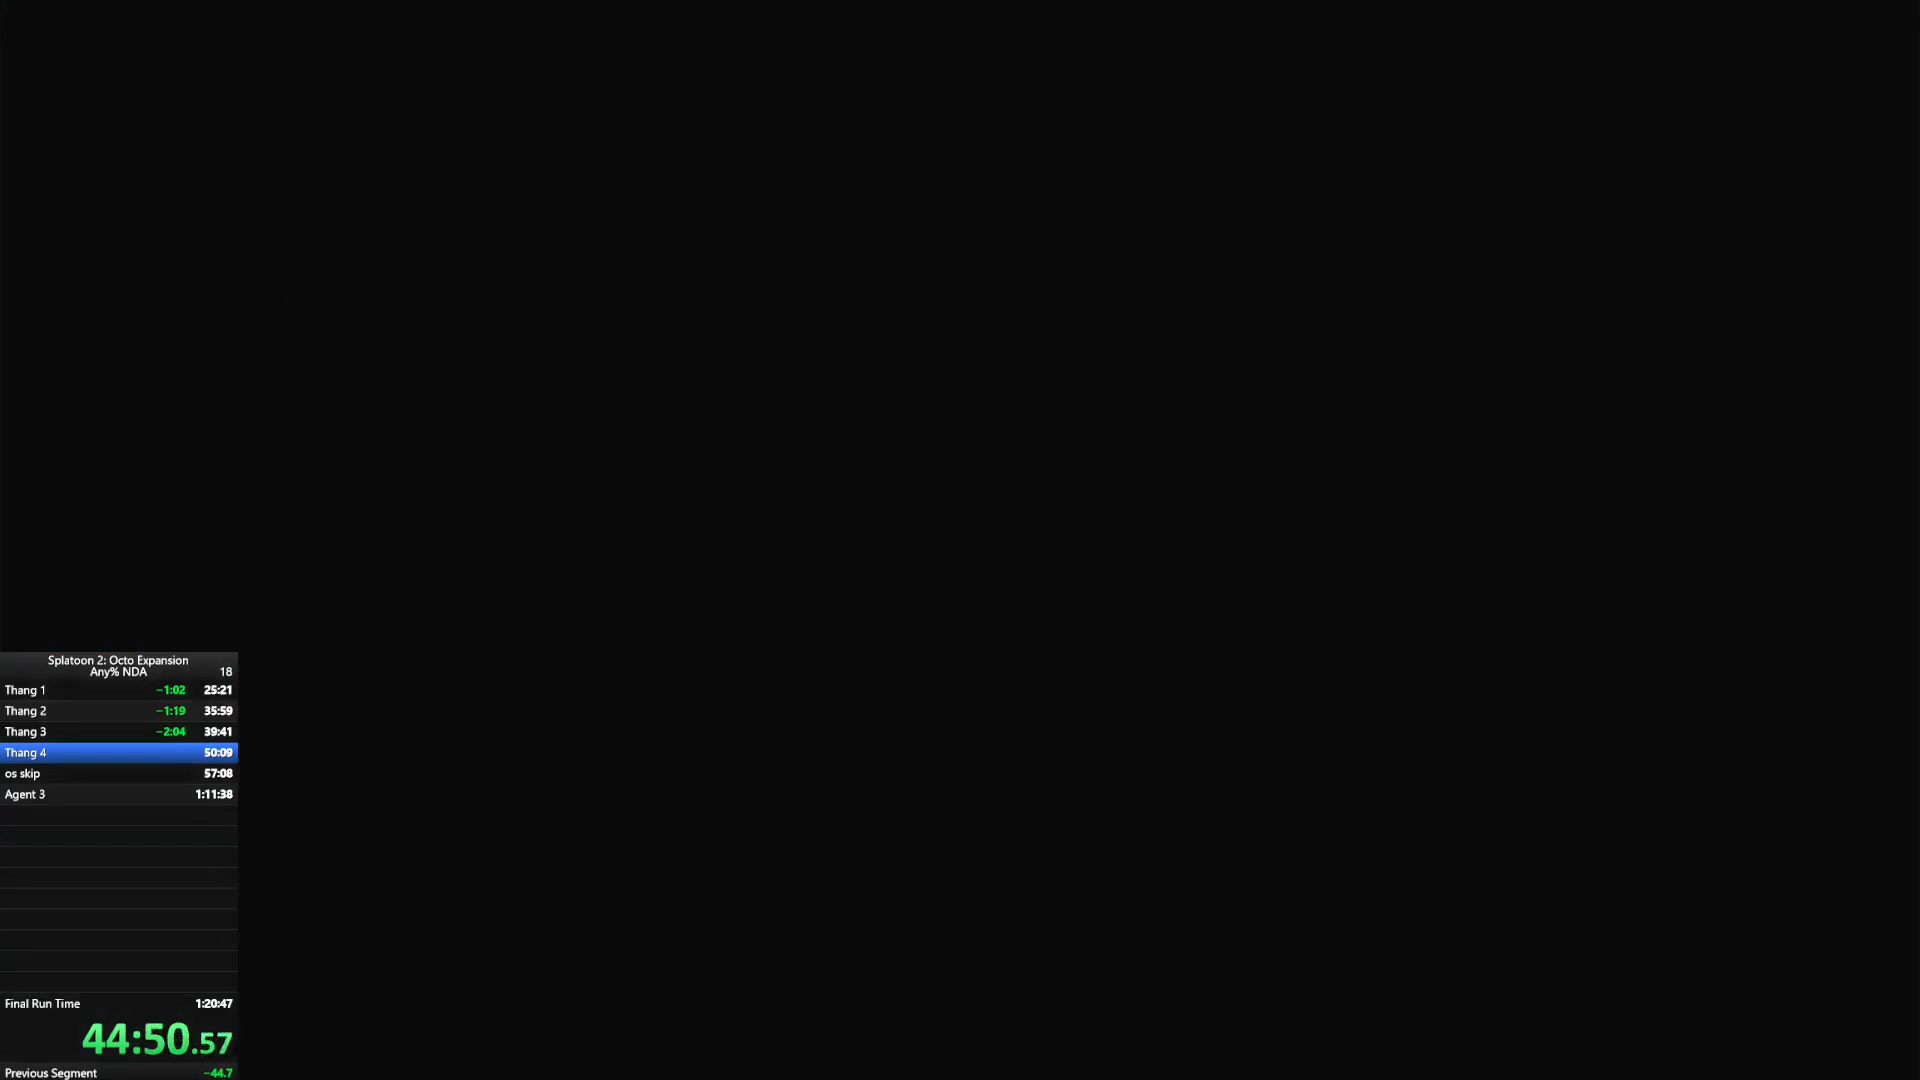 Splatoon 2: Octo Expansion
Any% NDA 18
Thang 1 −1:02 25:21
Thang 2 −1:19 35:59
Thang 3 −2:04 39:41
Thang 4 50:09
os skip 57:08
Agent 3 1:11:38
Final Run Time 1:20:47
44:50.57
Previous Segment −44.7